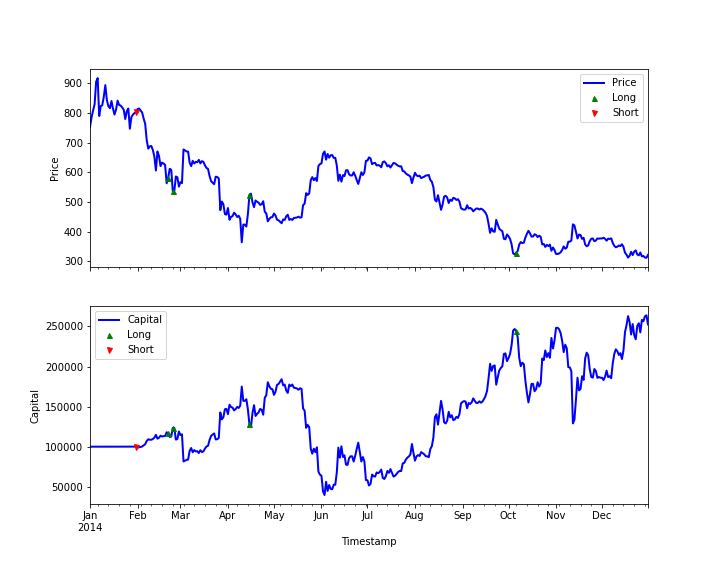 900
800
700
600
500
400
300
Price
Price
Long
Short
250000
200000
150000
100000
50000
Capital
Capital
Long
Short
Jan Feb Mar Apr May Jun Jul Aug Sep Oct Nov Dec
2014
Timestamp